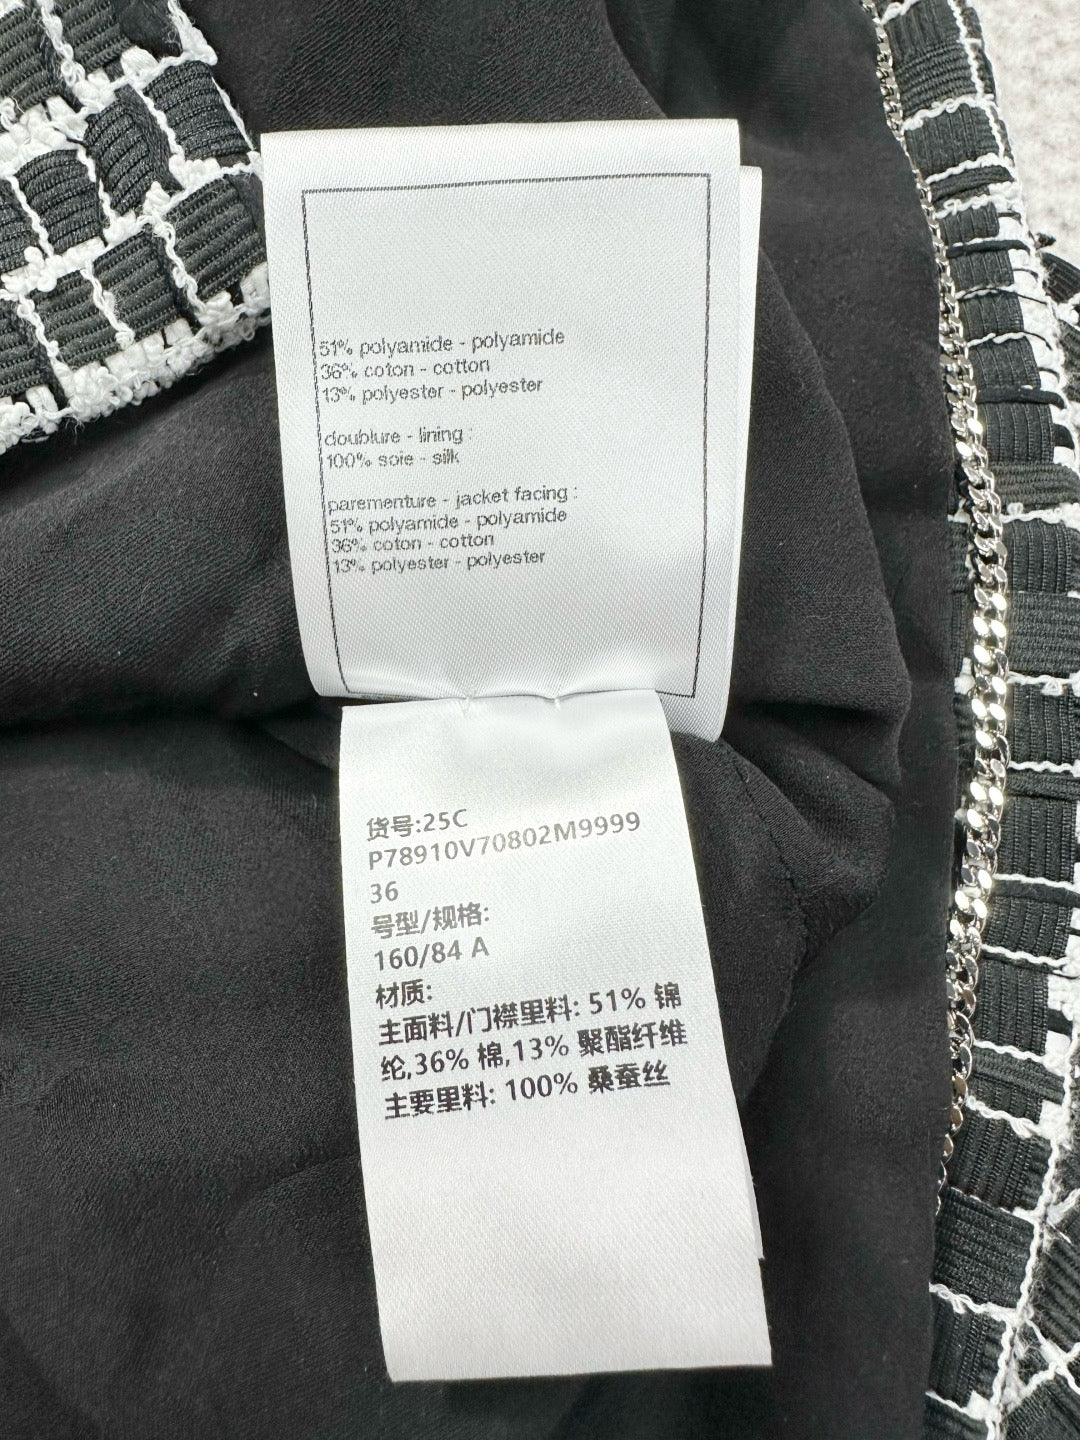 51% polyamide - polyamide
36% coton - cotton
13% polyester - polyester
doublure - lining :
100% soie - silk
parementure - jacket facing :
51% polyamide - polyamide
36% coton - cotton
13% polyester - polyester
货号:25C
P78910V70802M9999
36
号型/规格:
160/84 A
材质:
主面料/门襟里料: 51% 锦
纶,36% 棉,13% 聚酯纤维
主要里料: 100% 桑蚕丝